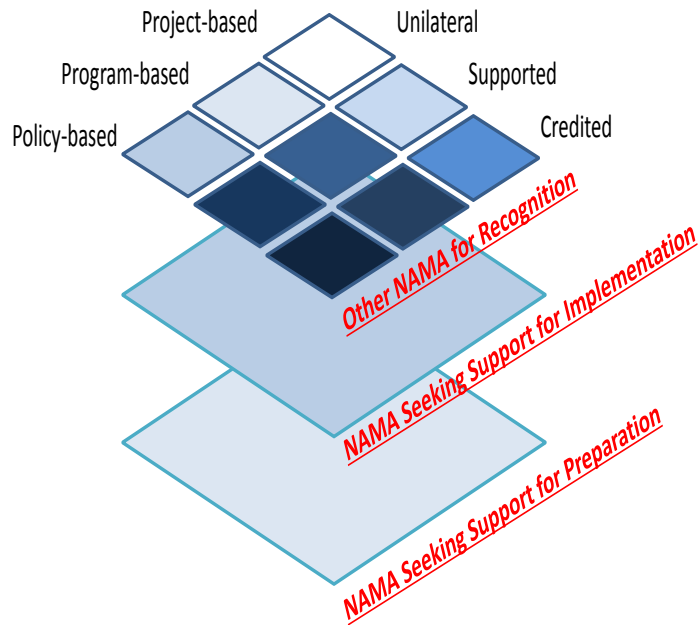 Project-based
Unilateral
Program-based
Supported
Policy-based
Credited
Other NAMA for Recognition
NAMA Seeking Support for Implementation
NAMA Seeking Support for Preparation